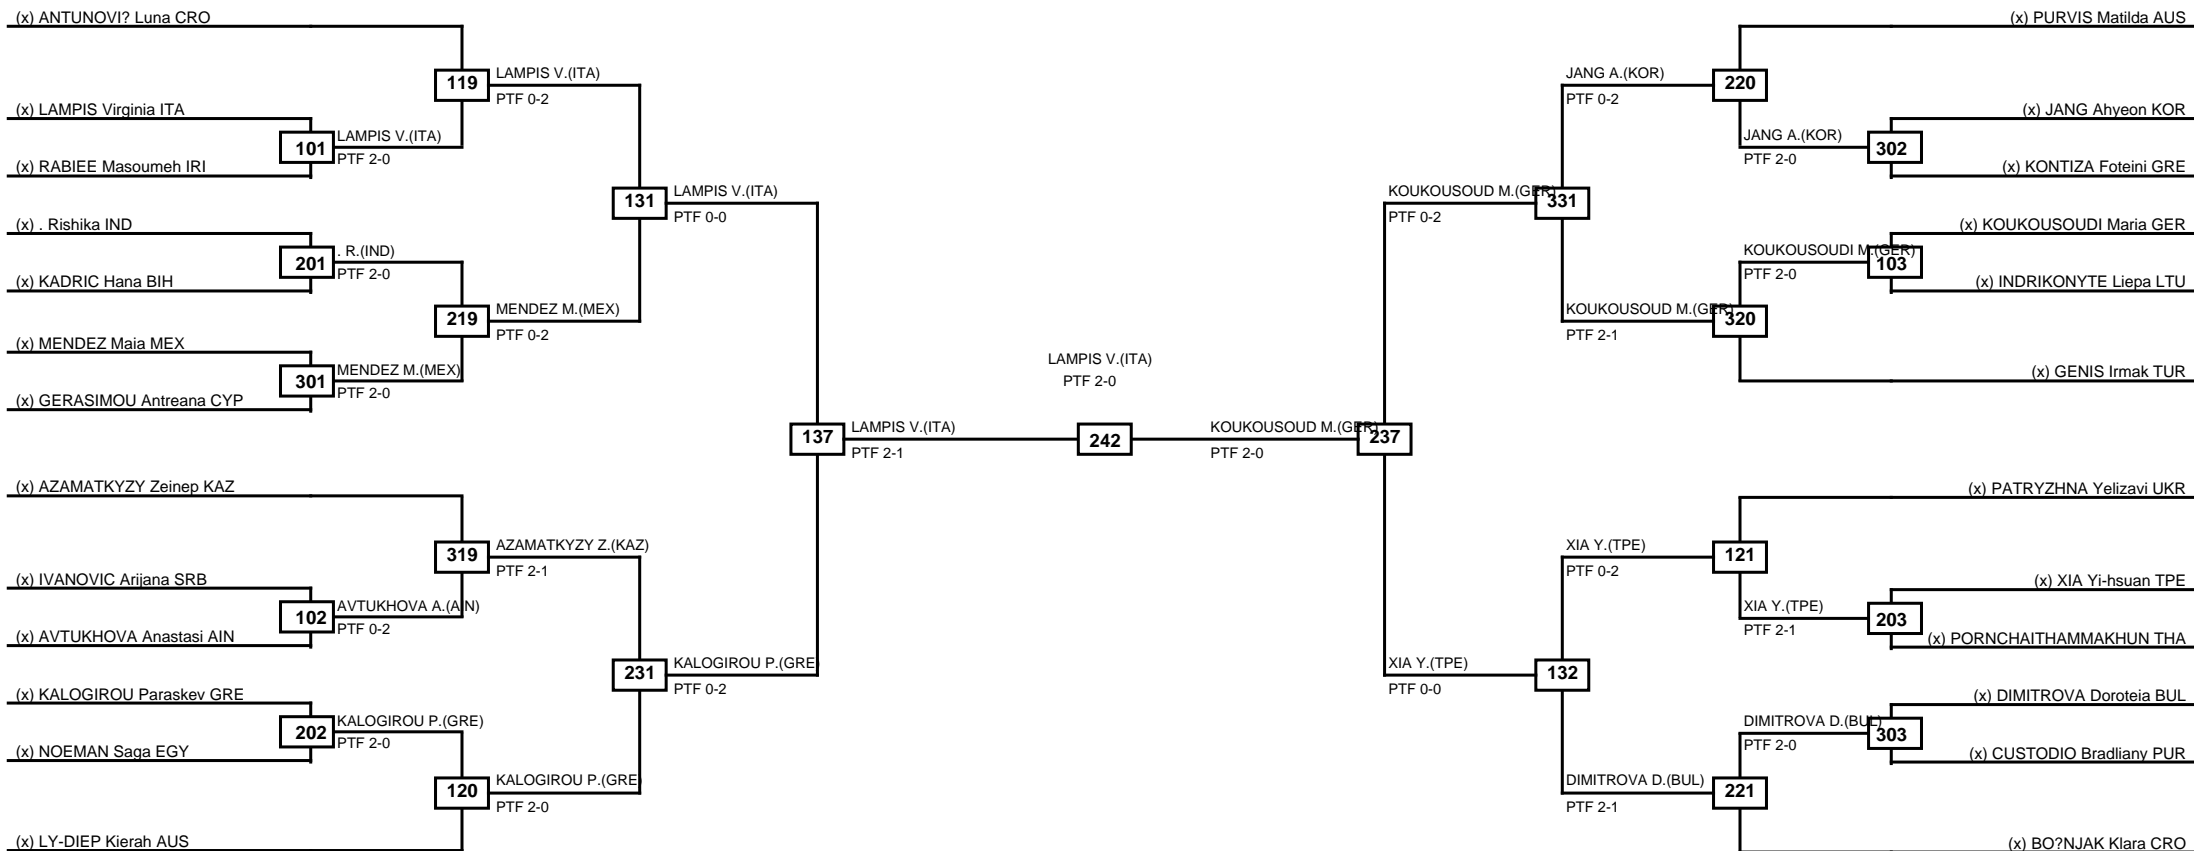 (x) ANTUNOVI? Luna CRO
119
LAMPIS V.(ITA)
PTF 0-2
(x) LAMPIS Virginia ITA
101
LAMPIS V.(ITA)
PTF 2-0
(x) RABIEE Masoumeh IRI
131
LAMPIS V.(ITA)
PTF 0-0
(x) . Rishika IND
201
. R.(IND)
PTF 2-0
(x) KADRIC Hana BIH
219
MENDEZ M.(MEX)
PTF 0-2
(x) MENDEZ Maia MEX
301
MENDEZ M.(MEX)
PTF 2-0
(x) GERASIMOU Antreana CYP
137
LAMPIS V.(ITA)
PTF 2-1
(x) AZAMATKYZY Zeinep KAZ
319
AZAMATKYZY Z.(KAZ)
PTF 2-1
(x) IVANOVIC Arijana SRB
102
AVTUKHOVA A.(AIN)
PTF 0-2
(x) AVTUKHOVA Anastasi AIN
231
KALOGIROU P.(GRE)
PTF 0-2
(x) KALOGIROU Paraskev GRE
202
KALOGIROU P.(GRE)
PTF 2-0
(x) NOEMAN Saga EGY
120
KALOGIROU P.(GRE)
PTF 2-0
(x) LY-DIEP Kierah AUS
LAMPIS V.(ITA)
PTF 2-0
242
(x) PURVIS Matilda AUS
JANG A.(KOR)
PTF 0-2
220
(x) JANG Ahyeon KOR
JANG A.(KOR)
PTF 2-0
302
(x) KONTIZA Foteini GRE
KOUKOUSOUD M.(GER)
PTF 0-2
331
(x) KOUKOUSOUDI Maria GER
KOUKOUSOUDI M.(GER)
PTF 2-0
103
(x) INDRIKONYTE Liepa LTU
KOUKOUSOUD M.(GER)
PTF 2-1
320
(x) GENIS Irmak TUR
KOUKOUSOUD M.(GER)
PTF 2-0
237
(x) PATRYZHNA Yelizavi UKR
XIA Y.(TPE)
PTF 0-2
121
(x) XIA Yi-hsuan TPE
XIA Y.(TPE)
PTF 2-1
203
(x) PORNCHAITHAMMAKHUN THA
XIA Y.(TPE)
PTF 0-0
132
(x) DIMITROVA Doroteia BUL
DIMITROVA D.(BUL)
PTF 2-0
303
(x) CUSTODIO Bradliany PUR
DIMITROVA D.(BUL)
PTF 2-1
221
(x) BO?NJAK Klara CRO